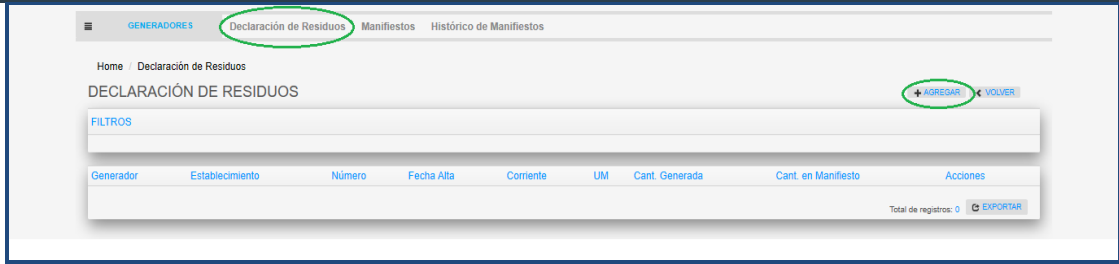 GENERADORES Declaración de Residuos Manifiestos Histórico de Manifiestos
Home / Declaración de Residuos
DECLARACIÓN DE RESIDUOS AGREGAR VOLVER
FILTROS
Generador Establecimiento Número Fecha Alta Corriente UM Cant. Generada Cant. en Manifiesto Acciones
Total de registros: 0 EXPORTAR